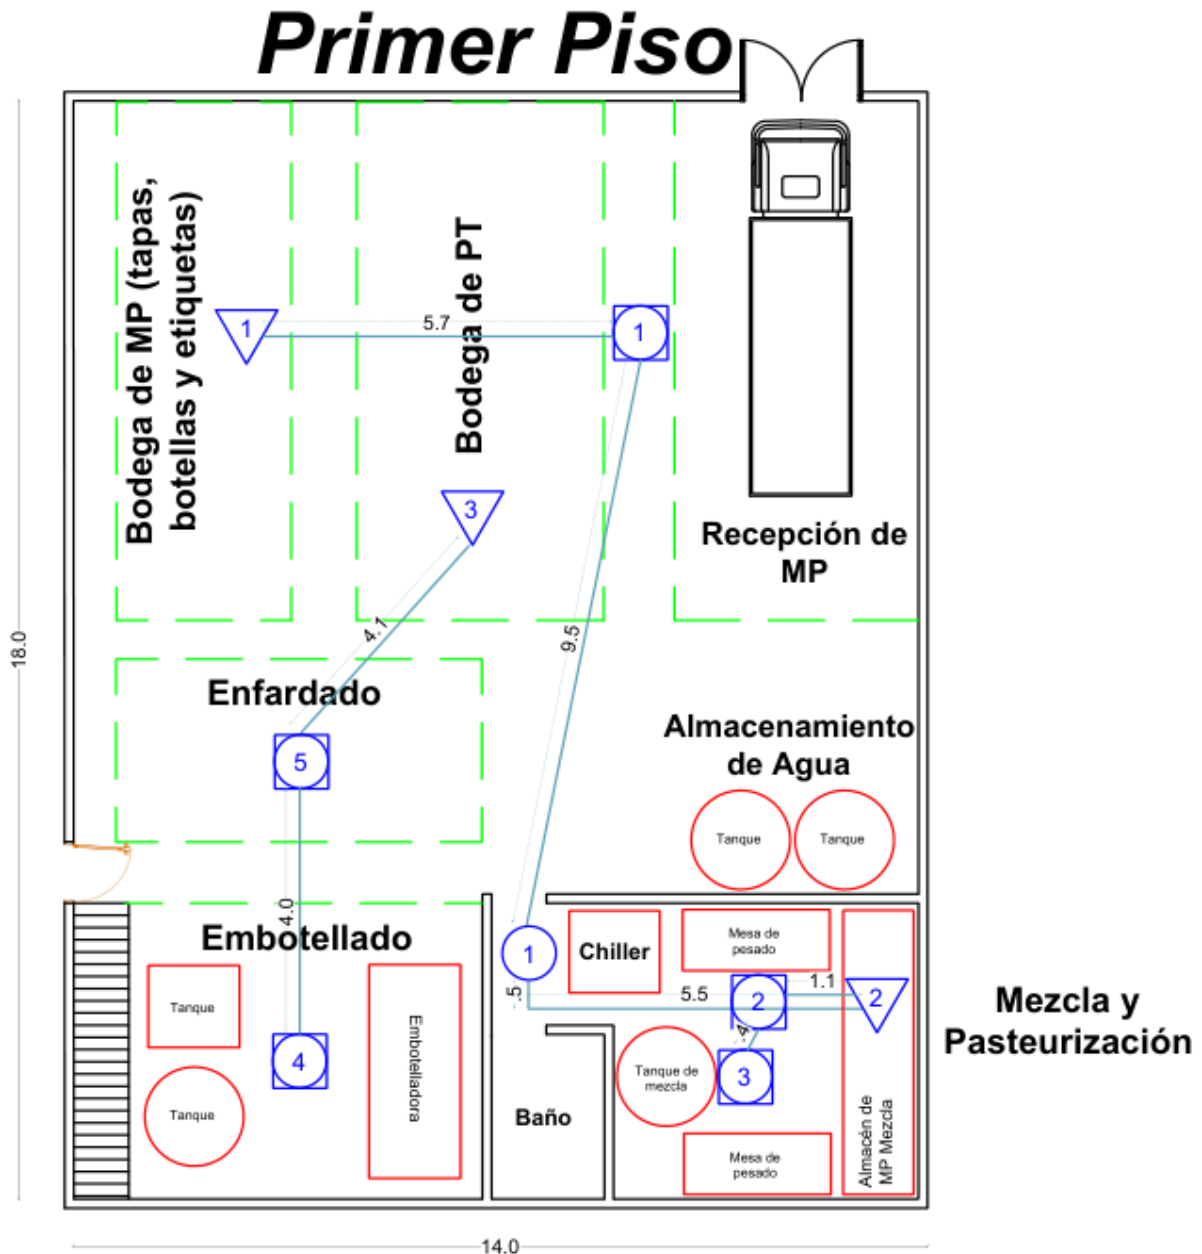 Primer Piso
Bodega de MP (tapas,
botellas y etiquetas)
Bodega de PT
1
5.7
1
3
Recepción de
MP
4.1
9.5
18.0
Enfardado
5
Almacenamiento
de Agua
Tanque
Tanque
4.0
Embotellado
1
Chiller
Mesa de
pesado
.5
5.5
2
1.1
2
Mezcla y
Pasteurización
Tanque
Embotelladora
4
.4
Tanque de
mezcla
3
Tanque
Baño
Almacén de
MP Mezcla
Mesa de
pesado
14.0